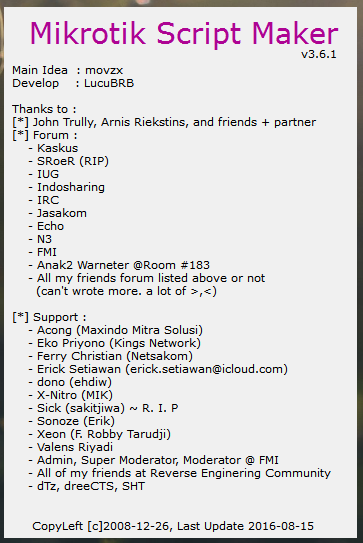 Mikrotik Script Maker
v3.6.1
Main Idea : movzx
Develop : LucuBRB
Thanks to :
[*] John Trully, Arnis Riekstins, and friends + partner
[*] Forum :
- Kaskus
- SRoeR (RIP)
- IUG
- Indosharing
- IRC
- Jasakom
- Echo
- N3
- FMI
- Anak2 Warneter @Room #183
- All my friends forum listed above or not
(can't wrote more. a lot of >,<)
[*] Support :
- Acong (Maxindo Mitra Solusi)
- Eko Priyono (Kings Network)
- Ferry Christian (Netsakom)
- Erick Setiawan (erick.setiawan@icloud.com)
- dono (ehdiw)
- X-Nitro (MIK)
- Sick (sakitjiwa) ~ R. I. P
- Sonoze (Erik)
- Xeon (F. Robby Tarudji)
- Valens Riyadi
- Admin, Super Moderator, Moderator @ FMI
- All of my friends at Reverse Enginering Community
- dTz, dreeCTS, SHT
CopyLeft [c]2008-12-26, Last Update 2016-08-15